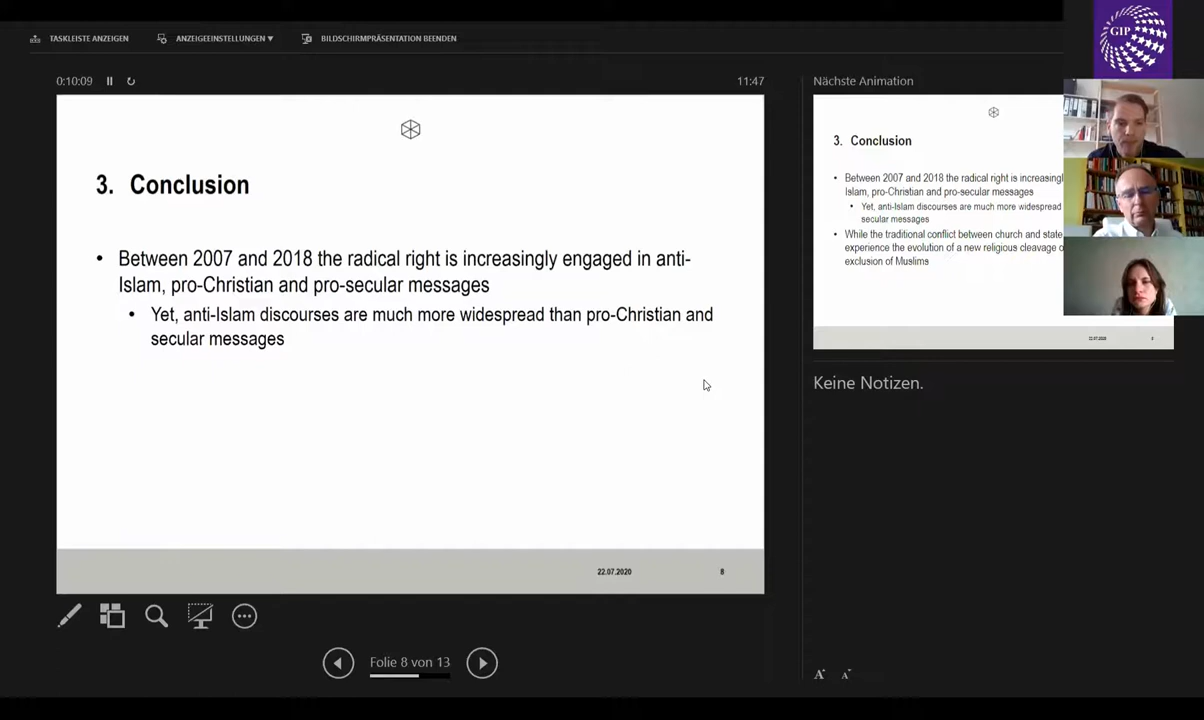 TASKLEISTE ANZEIGEN
ANZEIGEEINSTELLUNGEN ▾
BILDSCHIRMPRÄSENTATION BEENDEN
GIP
0:10:09
11:47
Nächste Animation
3. Conclusion
• Between 2007 and 2018 the radical right is increasingly engaged in anti-
Islam, pro-Christian and pro-secular messages
• Yet, anti-Islam discourses are much more widespread than pro-Christian and
secular messages
22.07.2020
8
3. Conclusion
• Between 2007 and 2018 the radical right is
Islam, pro-Christian and pro-secular messages
• Yet, anti-Islam discourses are much more widespread
secular messages
• While the traditional conflict between church and state
experience the evolution of a new religious cleavage
exclusion of Muslims
22.07.2020
Keine Notizen.
Folie 8 von 13
A
A